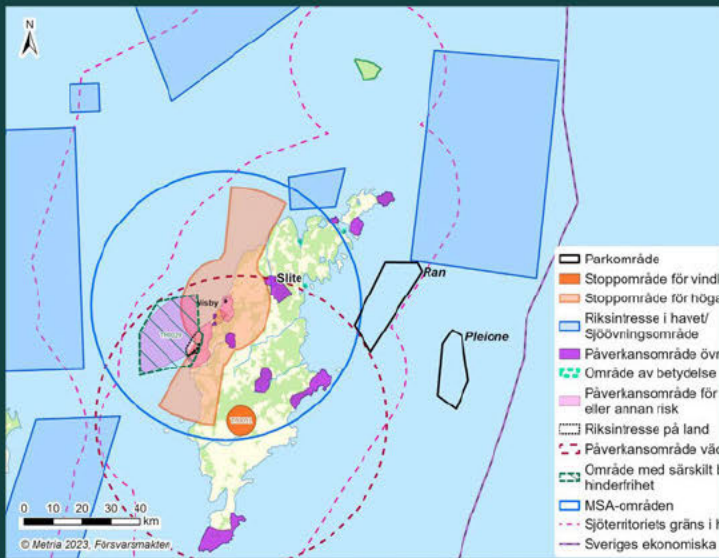 N
Ran
Slite
Visby
Pleione
0 10 20 30 40
km
© Metria 2023, Försvarsmakten
Parkområde
Stoppområde för vindl
Stoppområde för höga
Riksintresse i havet/
Sjöövningsområde
Påverkansområde övr
Område av betydelse
Påverkansområde för
eller annan risk
Riksintresse på land
Påverkansområde väd
Område med särskilt b
hinderfrihet
MSA-områden
Sjöterritoriets gräns i h
Sveriges ekonomiska